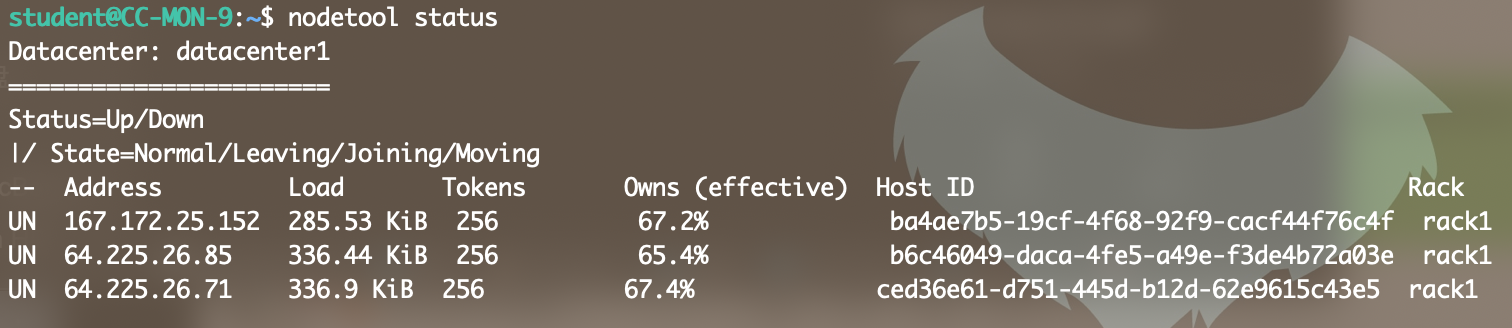 student@CC-MON-9:~$ nodetool status
Datacenter: datacenter1
=======================
Status=Up/Down
|/ State=Normal/Leaving/Joining/Moving
--  Address         Load       Tokens       Owns (effective)  Host ID                               Rack
UN  167.172.25.152  285.53 KiB  256          67.2%             ba4ae7b5-19cf-4f68-92f9-cacf44f76c4f  rack1
UN  64.225.26.85    336.44 KiB  256          65.4%             b6c46049-daca-4fe5-a49e-f3de4b72a03e  rack1
UN  64.225.26.71    336.9 KiB  256          67.4%             ced36e61-d751-445d-b12d-62e9615c43e5  rack1